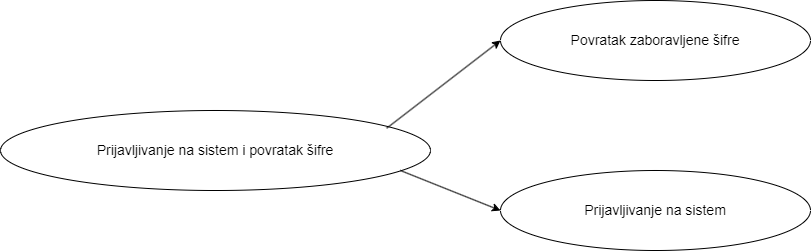 Povratak zaboravljene šifre
Prijavljivanje na sistem i povratak šifre
Prijavljivanje na sistem